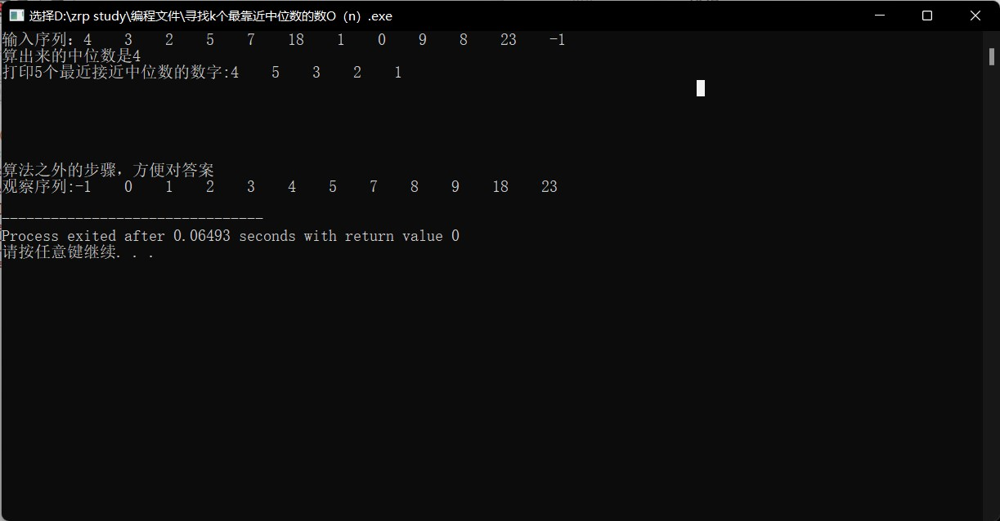 选择D:\zrp study\编程文件\寻找k个最靠近中位数的数O（n）.exe
输入序列：4 3 2 5 7 18 1 0 9 8 23 -1
算出来的中位数是4
打印5个最近接近中位数的数字:4 5 3 2 1
算法之外的步骤，方便对答案
观察序列:-1 0 1 2 3 4 5 7 8 9 18 23
--------------------------------
Process exited after 0.06493 seconds with return value 0
请按任意键继续. . .